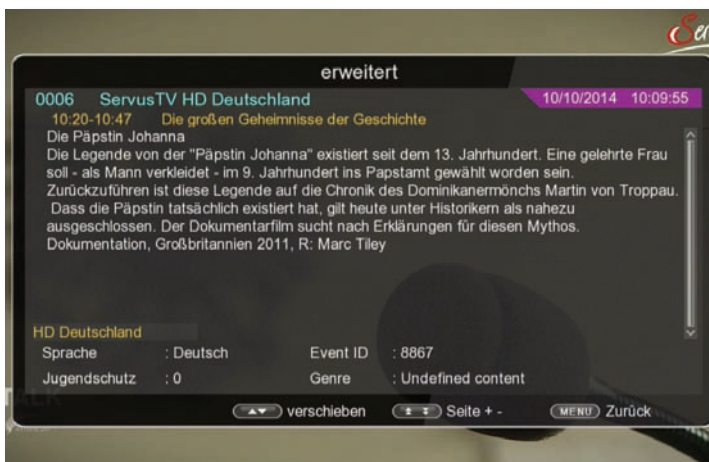 Ser
erweitert
0006 ServusTV HD Deutschland 10/10/2014 10:09:55
10:20-10:47 Die großen Geheimnisse der Geschichte
Die Päpstin Johanna
Die Legende von der "Päpstin Johanna" existiert seit dem 13. Jahrhundert. Eine gelehrte Frau
soll - als Mann verkleidet - im 9. Jahrhundert ins Papstamt gewählt worden sein.
Zurückzuführen ist diese Legende auf die Chronik des Dominikanermönchs Martin von Troppau.
Dass die Päpstin tatsächlich existiert hat, gilt heute unter Historikern als nahezu
ausgeschlossen. Der Dokumentarfilm sucht nach Erklärungen für diesen Mythos.
Dokumentation, Großbritannien 2011, R: Marc Tiley
HD Deutschland
Sprache : Deutsch Event ID : 8867
Jugendschutz : 0 Genre : Undefined content
verschieben Seite + - MENU Zurück